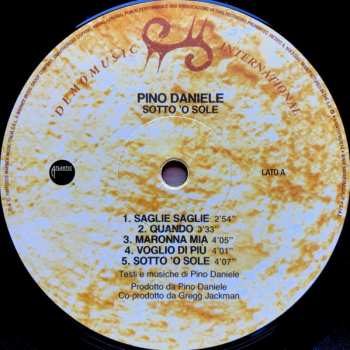 DEMOMUSIC INTERNATIONAL
PINO DANIELE
SOTTO 'O SOLE
LATO A
1. SAGLIE SAGLIE 2'54"
2. QUANDO 3'33"
3. MARONNA MIA 4'05"
4. VOGLIO DI PIU 4'01"
5. SOTTO 'O SOLE 4'07"
Testi e musiche di Pino Daniele
Prodotto da Pino Daniele
Co-prodotto da Gregg Jackman